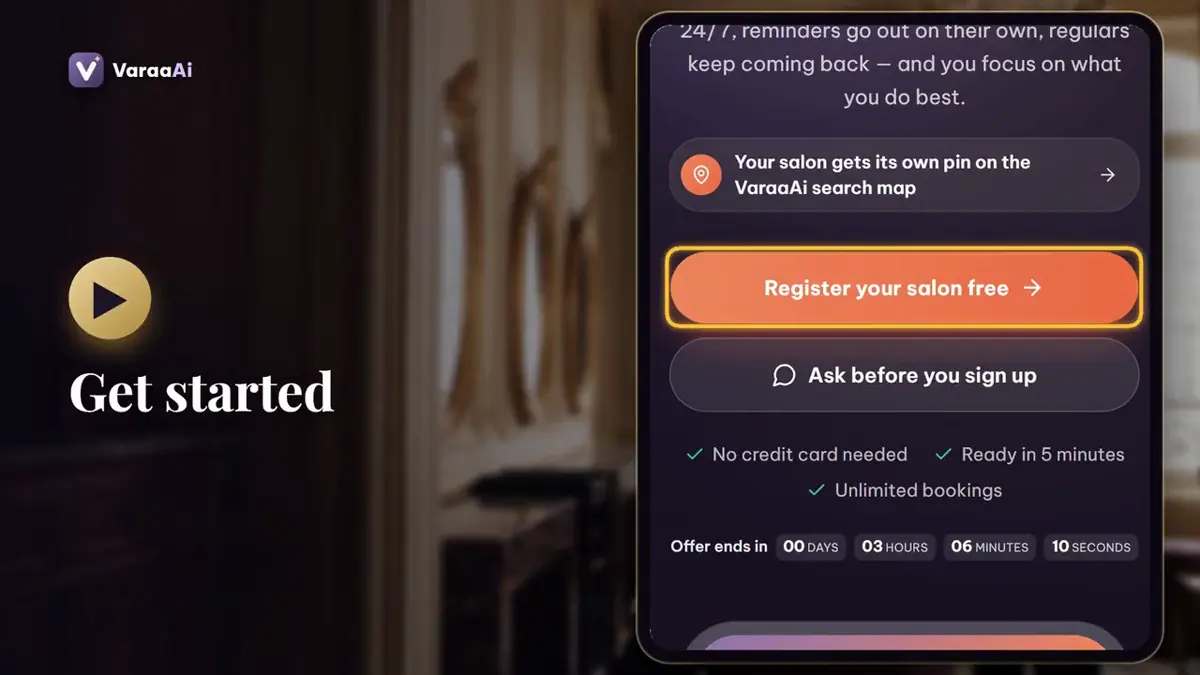 VaraaAi
Get started
24/7, reminders go out on their own, regulars
keep coming back — and you focus on what
you do best.
Your salon gets its own pin on the
VaraaAi search map
Register your salon free
Ask before you sign up
No credit card needed
Ready in 5 minutes
Unlimited bookings
Offer ends in 00 DAYS 03 HOURS 06 MINUTES 10 SECONDS